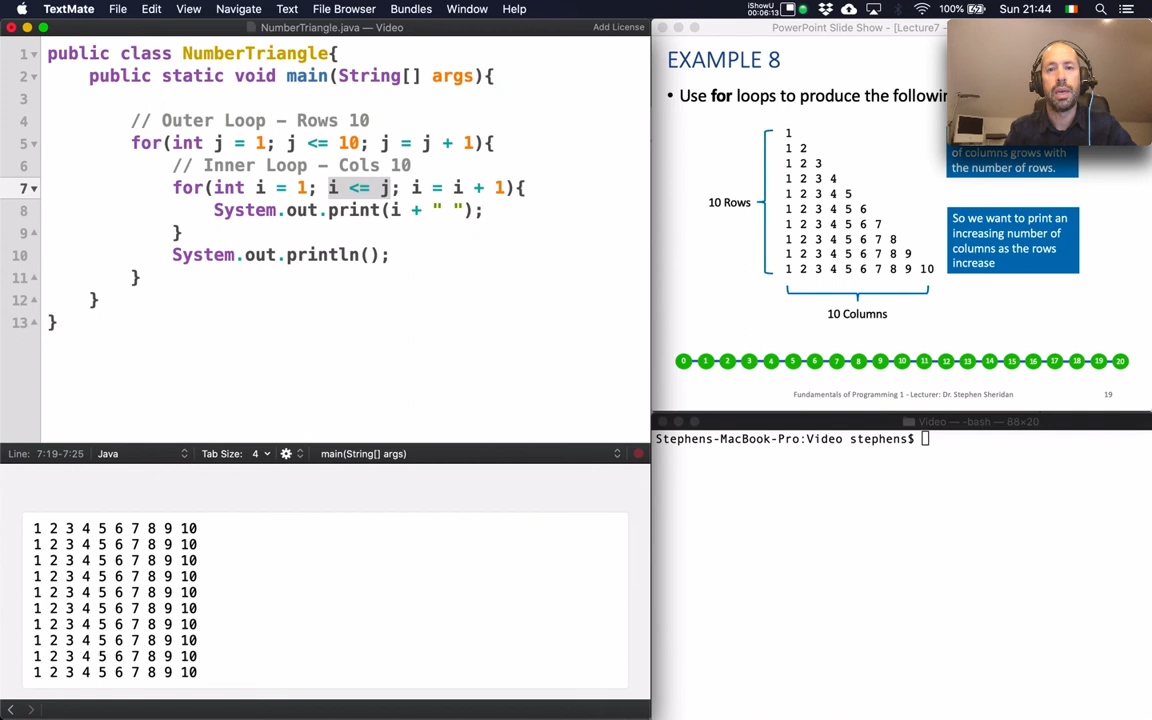 TextMate File Edit View Navigate Text File Browser Bundles Window Help
iShowU
00:06:13
100%
Sun 21:44
NumberTriangle.java — Video
Add License
1 public class NumberTriangle{
2 public static void main(String[] args){
3
4 // Outer Loop – Rows 10
5 for(int j = 1; j <= 10; j = j + 1){
6 // Inner Loop – Cols 10
7 for(int i = 1; i <= j; i = i + 1){
8 System.out.print(i + " ");
9 }
10 System.out.println();
11 }
12 }
13 }
Line: 7:19-7:25 Java Tab Size: 4 main(String[] args)
1 2 3 4 5 6 7 8 9 10
1 2 3 4 5 6 7 8 9 10
1 2 3 4 5 6 7 8 9 10
1 2 3 4 5 6 7 8 9 10
1 2 3 4 5 6 7 8 9 10
1 2 3 4 5 6 7 8 9 10
1 2 3 4 5 6 7 8 9 10
1 2 3 4 5 6 7 8 9 10
1 2 3 4 5 6 7 8 9 10
1 2 3 4 5 6 7 8 9 10
PowerPoint Slide Show - [Lecture7 -
EXAMPLE 8
• Use for loops to produce the followin
1
1 2
1 2 3
1 2 3 4
1 2 3 4 5
1 2 3 4 5 6
1 2 3 4 5 6 7
1 2 3 4 5 6 7 8
1 2 3 4 5 6 7 8 9
1 2 3 4 5 6 7 8 9 10
10 Rows
10 Columns
of columns grows with
the number of rows.
So we want to print an
increasing number of
columns as the rows
increase
0 1 2 3 4 5 6 7 8 9 10 11 12 13 14 15 16 17 18 19 20
Fundamentals of Programming 1 - Lecturer: Dr. Stephen Sheridan
19
Video — -bash — 88×20
Stephens-MacBook-Pro:Video stephens$